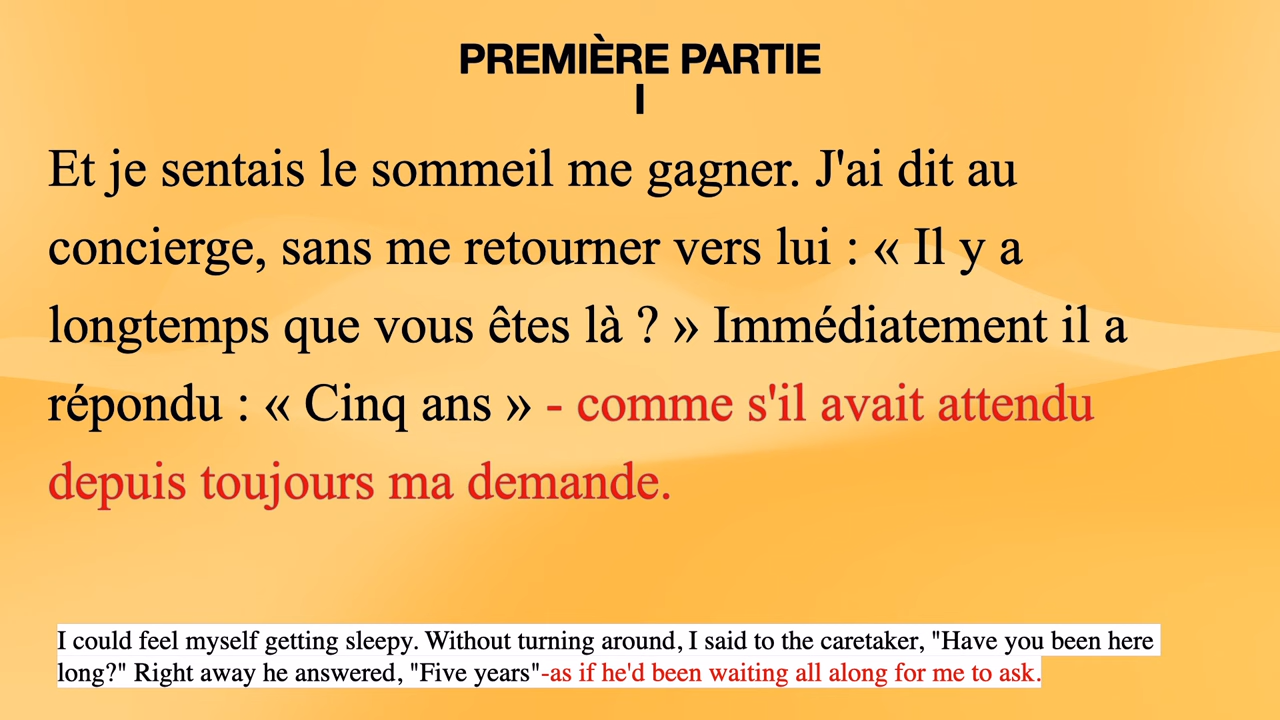 PREMIÈRE PARTIE
I
Et je sentais le sommeil me gagner. J'ai dit au
concierge, sans me retourner vers lui : « Il y a
longtemps que vous êtes là ? » Immédiatement il a
répondu : « Cinq ans » - comme s'il avait attendu
depuis toujours ma demande.
I could feel myself getting sleepy. Without turning around, I said to the caretaker, "Have you been here
long?" Right away he answered, "Five years"-as if he'd been waiting all along for me to ask.